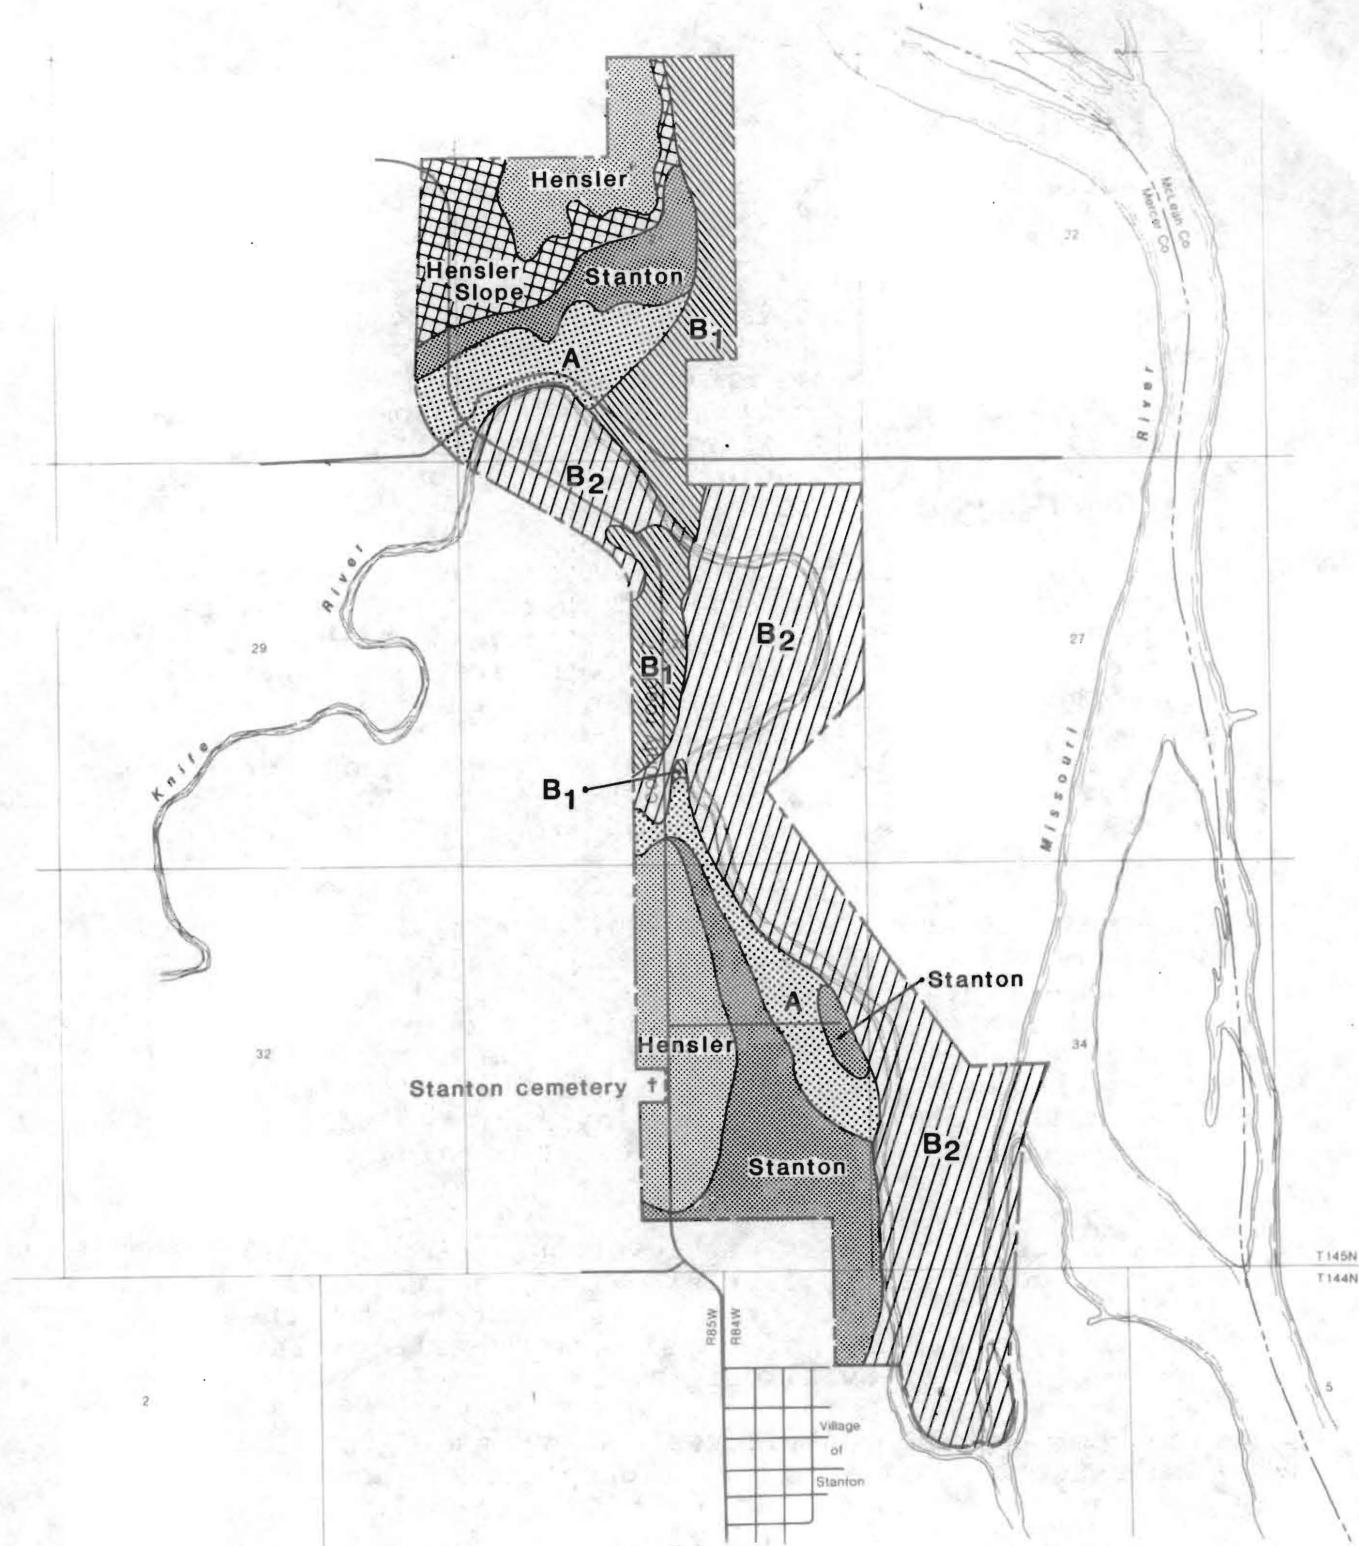 Hensler
McLean Co
Mercer Co
22
Hensler
Slope
Stanton
B1
A
River
B2
River
B2
27
29
B1
Missouri
Knife
B1
Stanton
A
Hensler
34
32
Stanton cemetery †
B2
Stanton
T145N
T144N
R85W
R84W
2
1
5
Village
of
Stanton